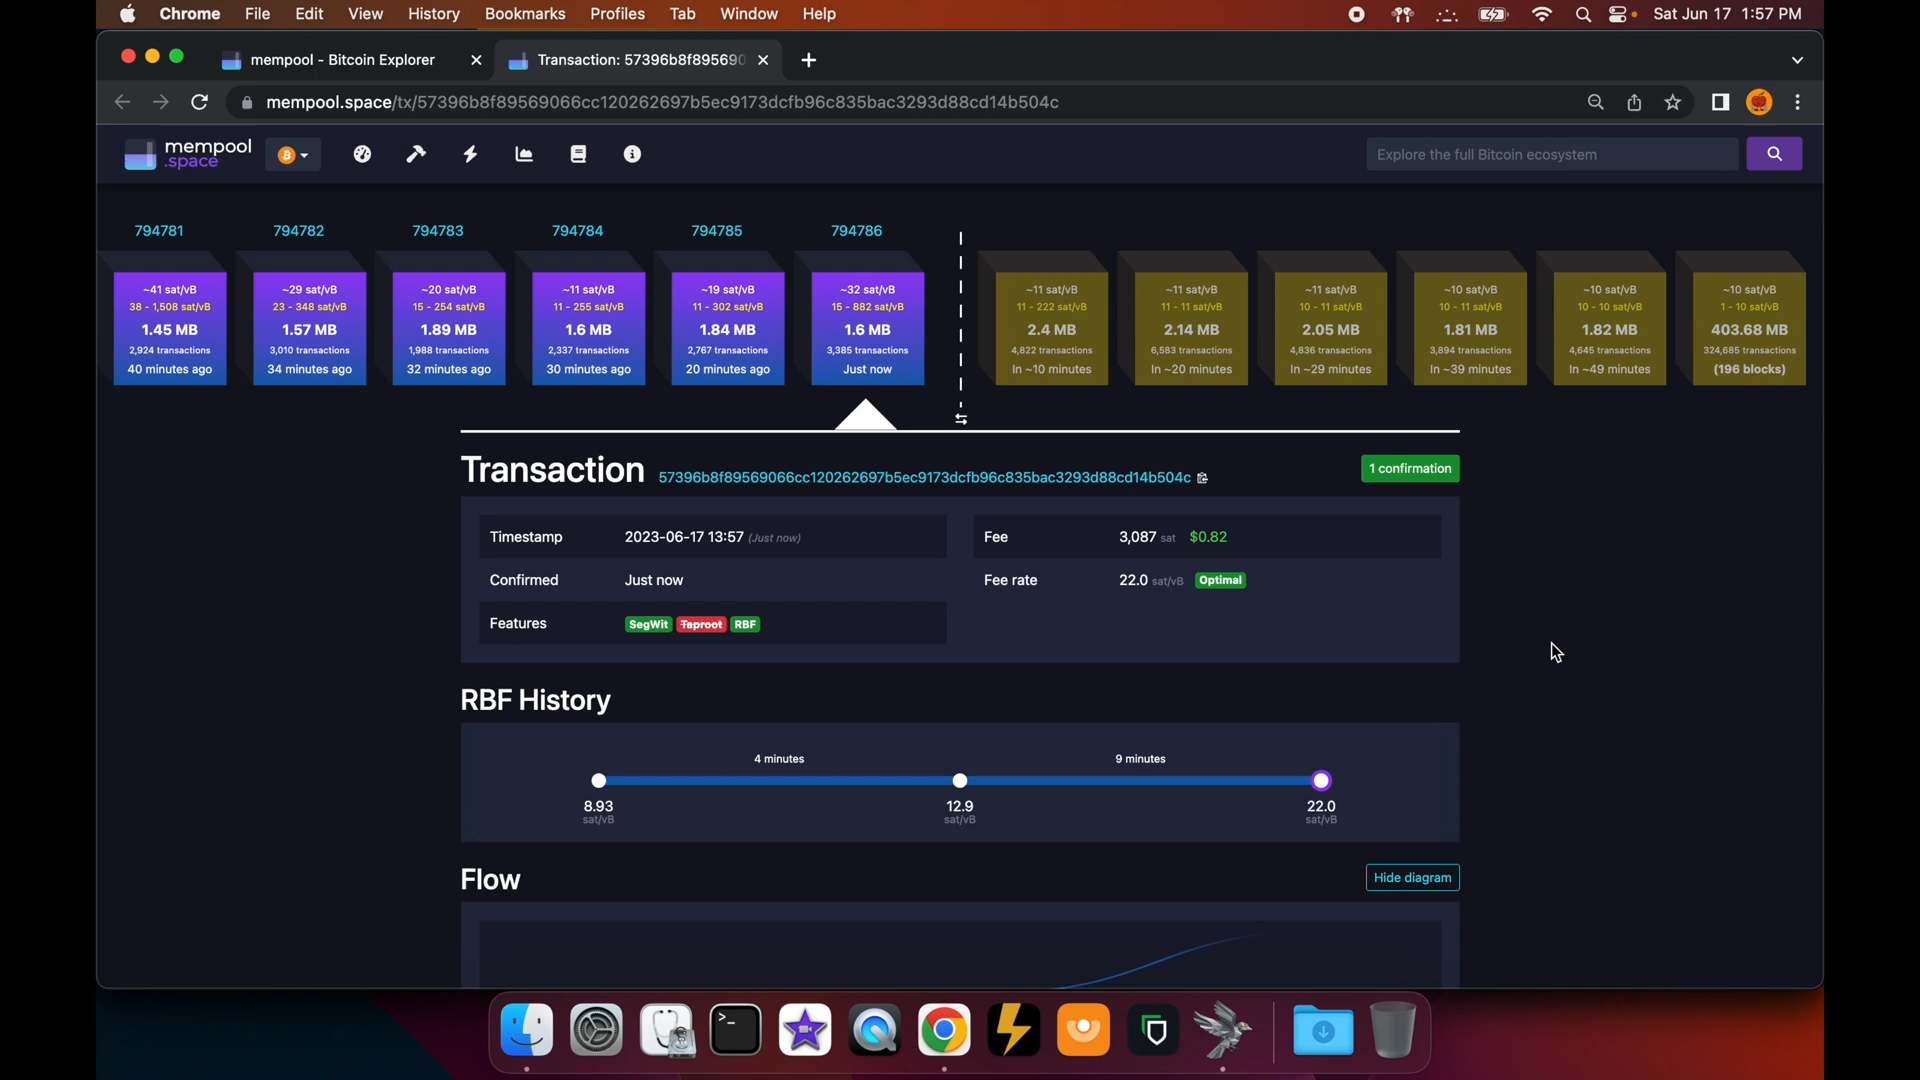 Chrome File Edit View History Bookmarks Profiles Tab Window Help Sat Jun 17 1:57 PM
mempool - Bitcoin Explorer Transaction: 57396b8f895690
mempool.space/tx/57396b8f89569066cc120262697b5ec9173dcfb96c835bac3293d88cd14b504c
mempool
.space
Explore the full Bitcoin ecosystem
794781 794782 794783 794784 794785 794786
~41 sat/vB ~29 sat/vB ~20 sat/vB ~11 sat/vB ~19 sat/vB ~32 sat/vB ~11 sat/vB ~11 sat/vB ~11 sat/vB ~10 sat/vB ~10 sat/vB ~10 sat/vB
38 - 1,508 sat/vB 23 - 348 sat/vB 15 - 254 sat/vB 11 - 255 sat/vB 11 - 302 sat/vB 15 - 882 sat/vB 11 - 222 sat/vB 11 - 11 sat/vB 10 - 11 sat/vB 10 - 11 sat/vB 10 - 10 sat/vB 1 - 10 sat/vB
1.45 MB 1.57 MB 1.89 MB 1.6 MB 1.84 MB 1.6 MB 2.4 MB 2.14 MB 2.05 MB 1.81 MB 1.82 MB 403.68 MB
2,924 transactions 3,010 transactions 1,988 transactions 2,337 transactions 2,767 transactions 3,385 transactions 4,822 transactions 6,583 transactions 4,836 transactions 3,894 transactions 4,645 transactions 324,685 transactions
40 minutes ago 34 minutes ago 32 minutes ago 30 minutes ago 20 minutes ago Just now In ~10 minutes In ~20 minutes In ~29 minutes In ~39 minutes In ~49 minutes (196 blocks)
Transaction 57396b8f89569066cc120262697b5ec9173dcfb96c835bac3293d88cd14b504c 1 confirmation
Timestamp 2023-06-17 13:57 (Just now) Fee 3,087 sat $0.82
Confirmed Just now Fee rate 22.0 sat/vB Optimal
Features SegWit Taproot RBF
RBF History
4 minutes 9 minutes
8.93 12.9 22.0
sat/vB sat/vB sat/vB
Flow Hide diagram